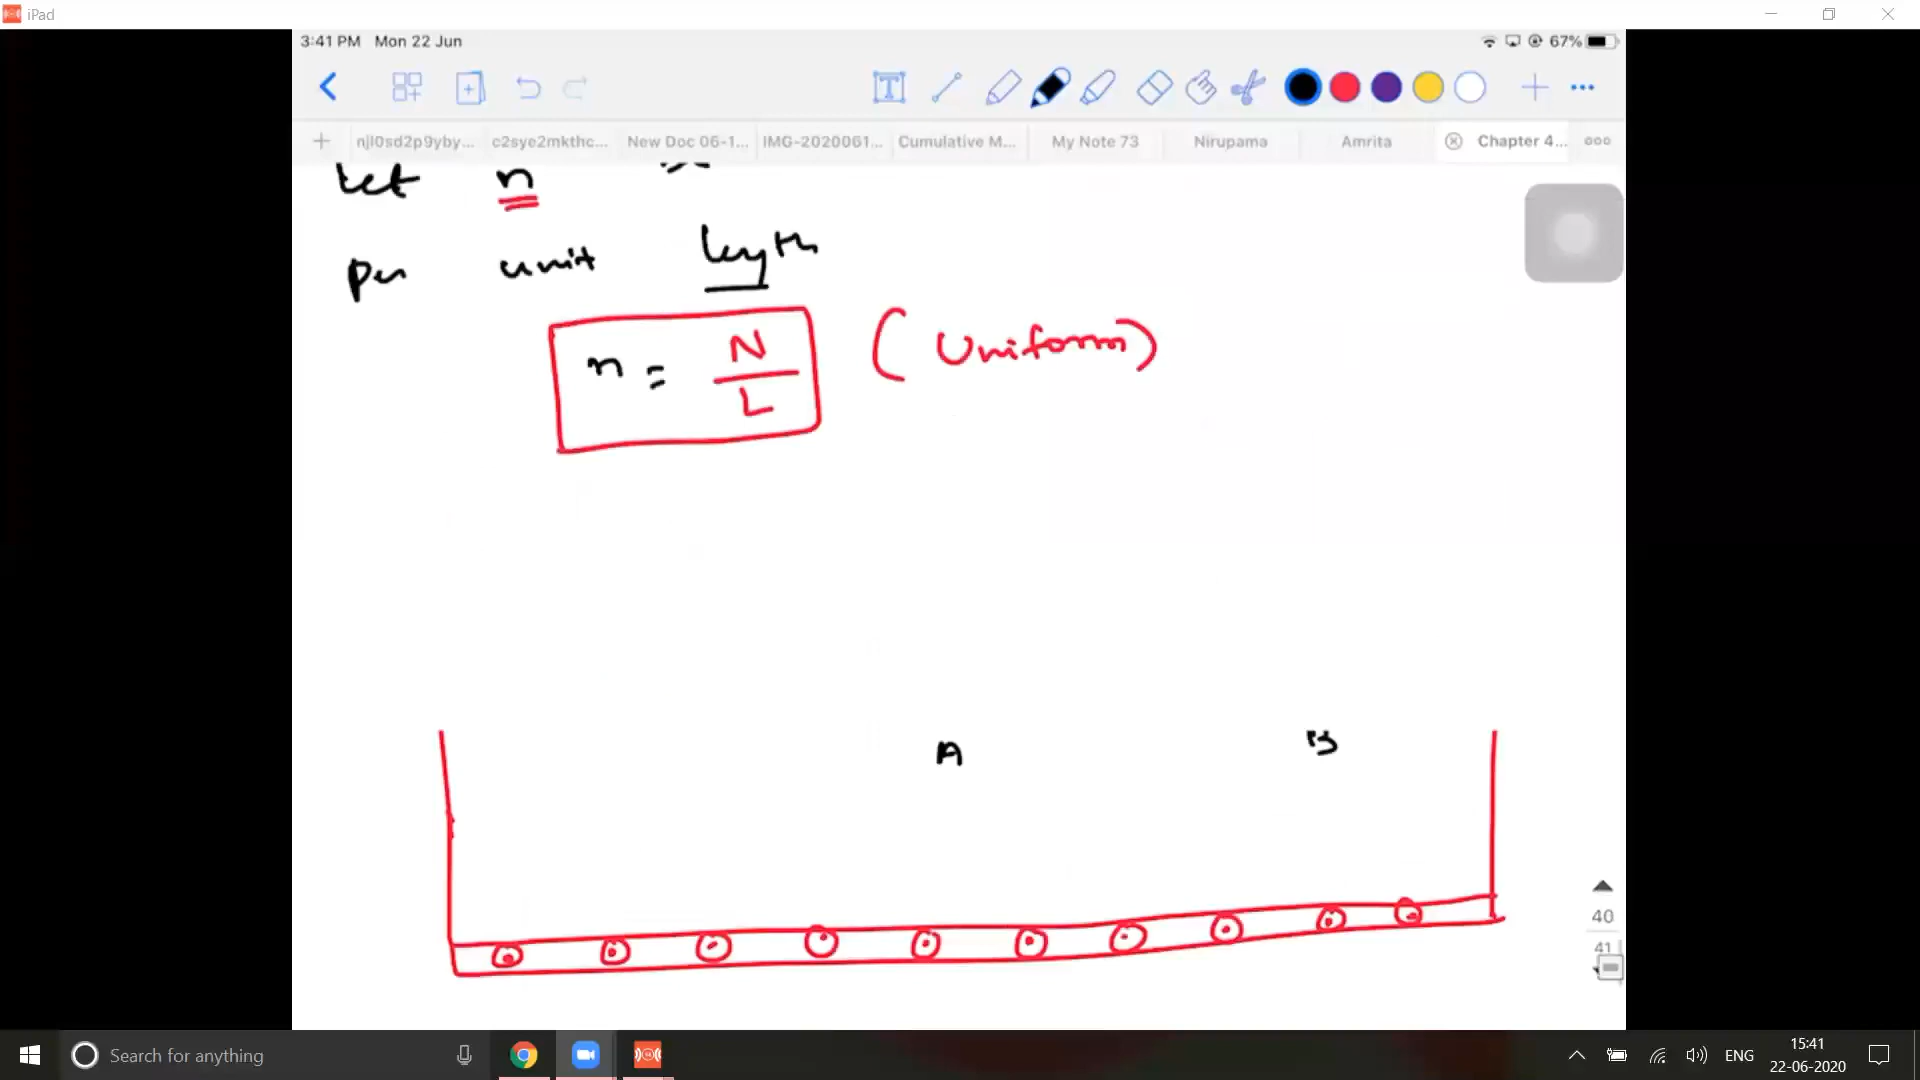 iPad
3:41 PM Mon 22 Jun
67%
njl0sd2p9yby... c2sye2mkthc... New Doc 06-1... IMG-2020061... Cumulative M... My Note 73 Nirupama Amrita Chapter 4...
let n
per unit length
n = N/L (Uniform)
A B
40
41
Search for anything
ENG
15:41
22-06-2020